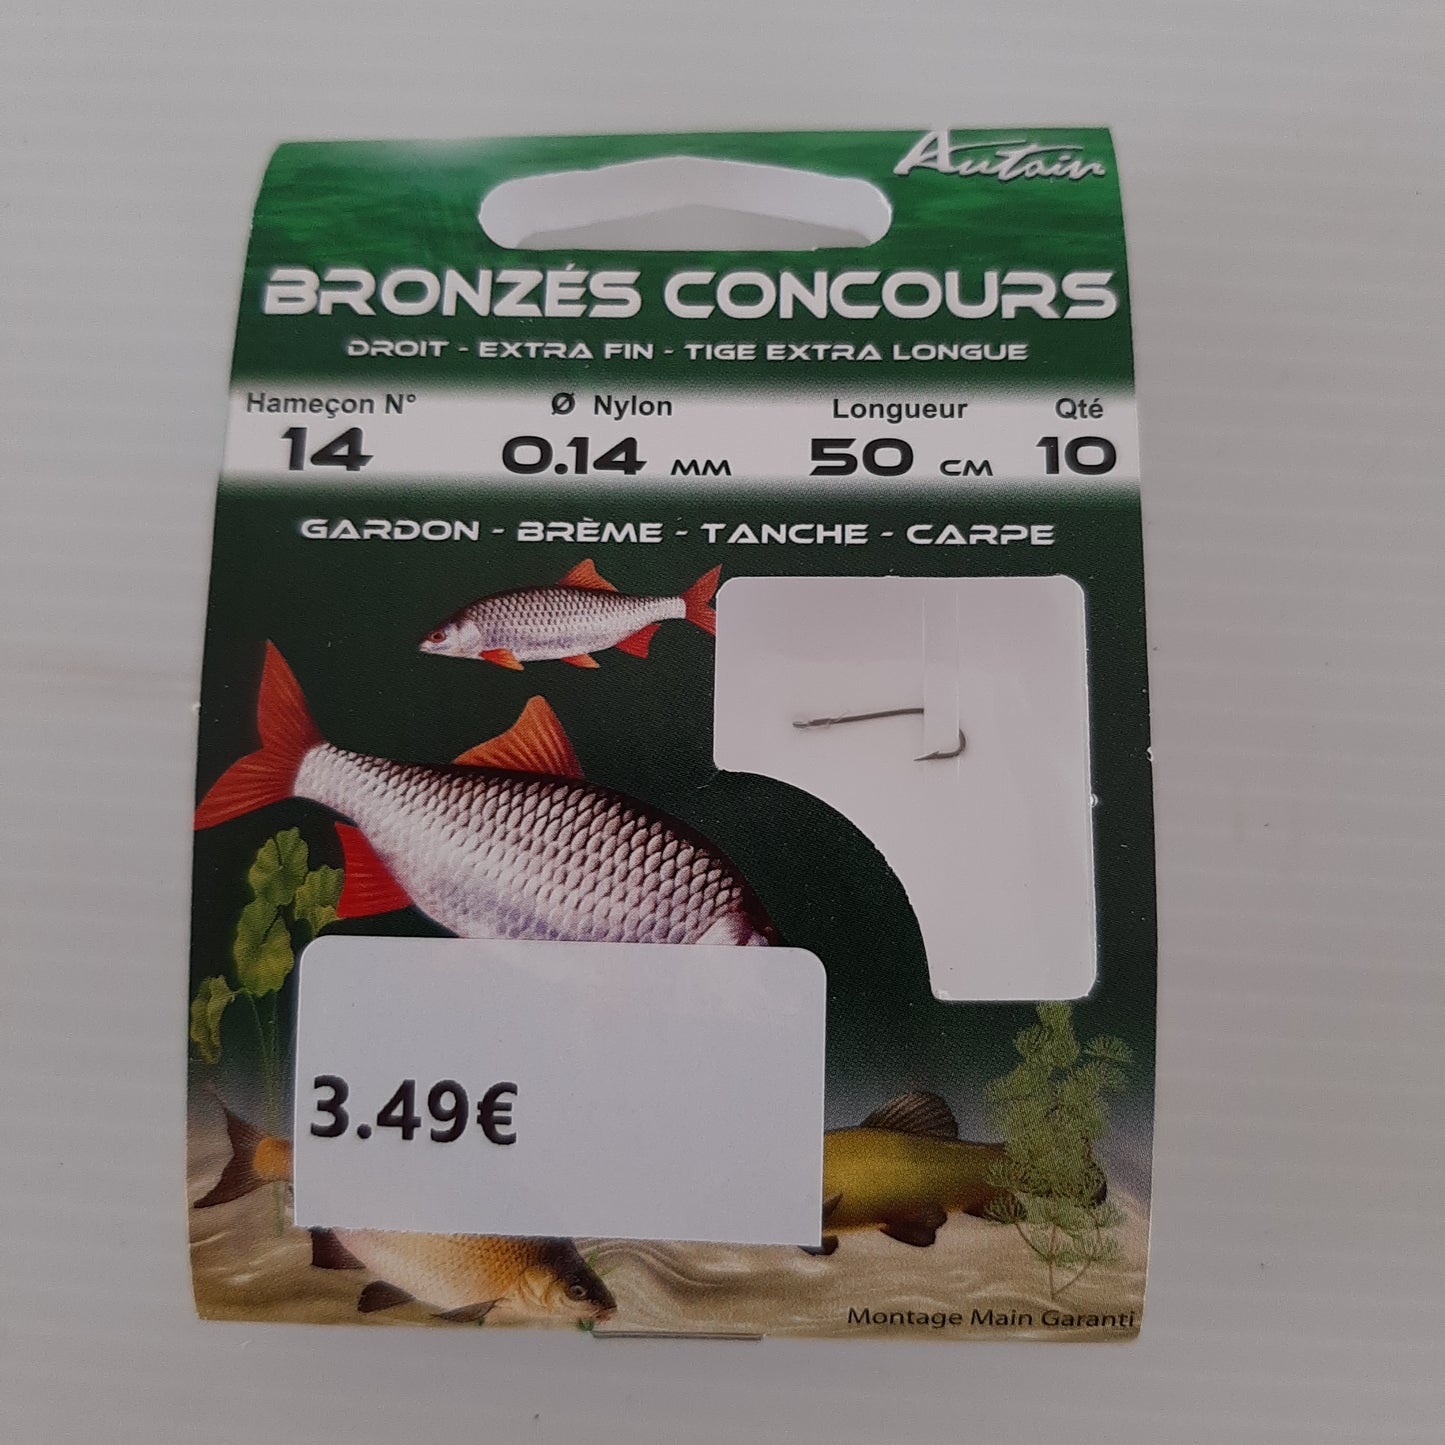 Autain
BRONZÉS CONCOURS
DROIT - EXTRA FIN - TIGE EXTRA LONGUE
Hameçon N° Ø Nylon Longueur Qté
14 0.14 MM 50 CM 10
GARDON - BRÈME - TANCHE - CARPE
3.49€
Montage Main Garanti